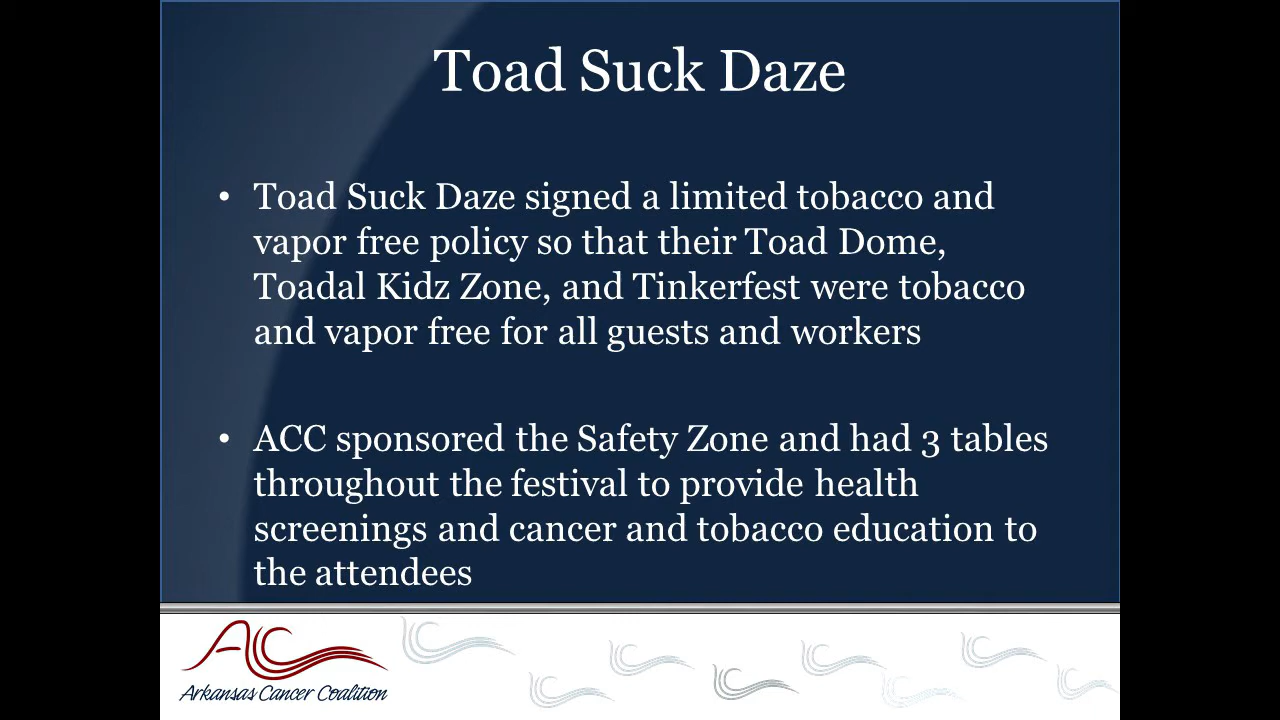 Toad Suck Daze
• Toad Suck Daze signed a limited tobacco and
vapor free policy so that their Toad Dome,
Toadal Kidz Zone, and Tinkerfest were tobacco
and vapor free for all guests and workers
• ACC sponsored the Safety Zone and had 3 tables
throughout the festival to provide health
screenings and cancer and tobacco education to
the attendees
ACC
Arkansas Cancer Coalition